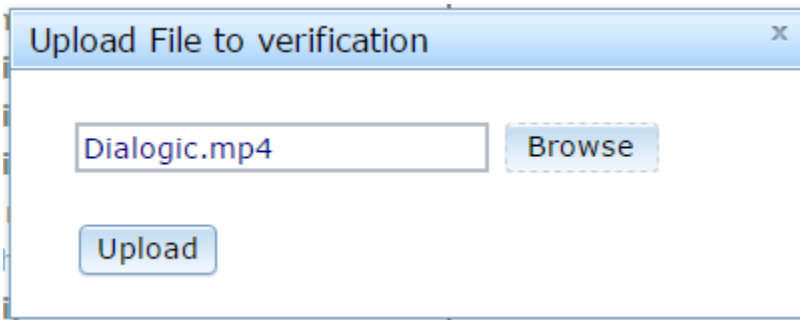 Upload File to verification
x
Dialogic.mp4
Browse
Upload